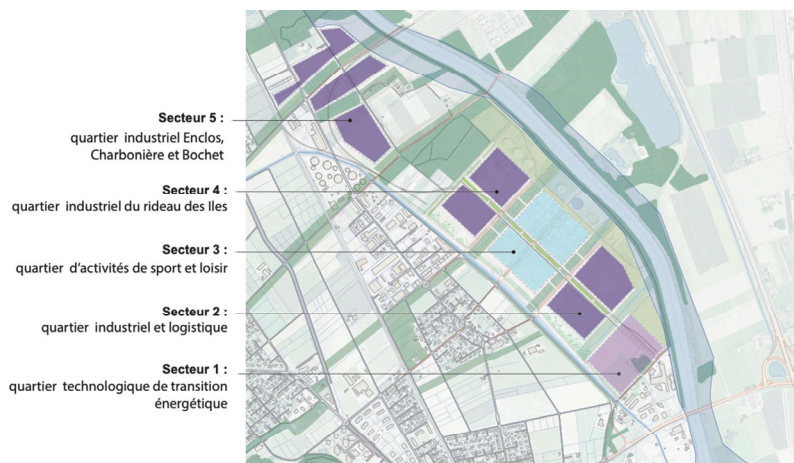 Secteur 5 :
quartier industriel Enclos,
Charbonière et Bochet
Secteur 4 :
quartier industriel du rideau des Iles
Secteur 3 :
quartier d'activités de sport et loisir
Secteur 2 :
quartier industriel et logistique
Secteur 1 :
quartier technologique de transition
énergétique